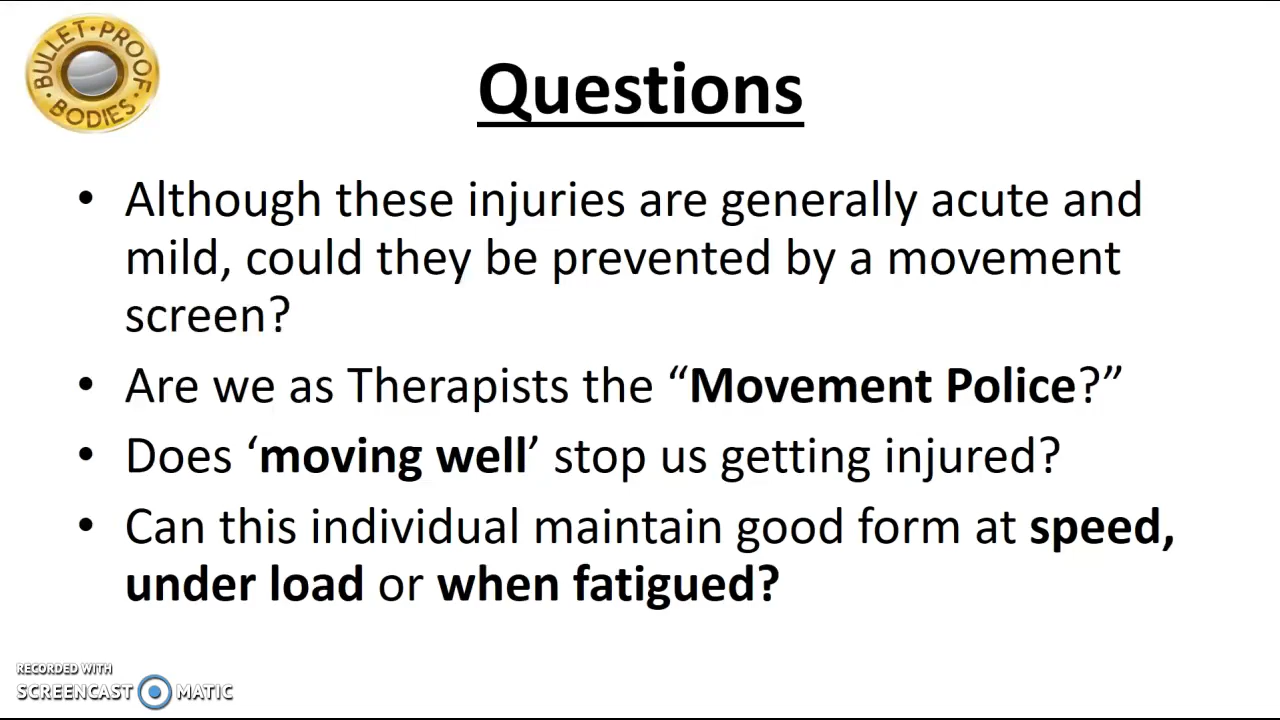 BULLET·PROOF·BODIES·
Questions
• Although these injuries are generally acute and
mild, could they be prevented by a movement
screen?
• Are we as Therapists the “Movement Police?”
• Does ‘moving well’ stop us getting injured?
• Can this individual maintain good form at speed,
under load or when fatigued?
RECORDED WITH
SCREENCAST MATIC